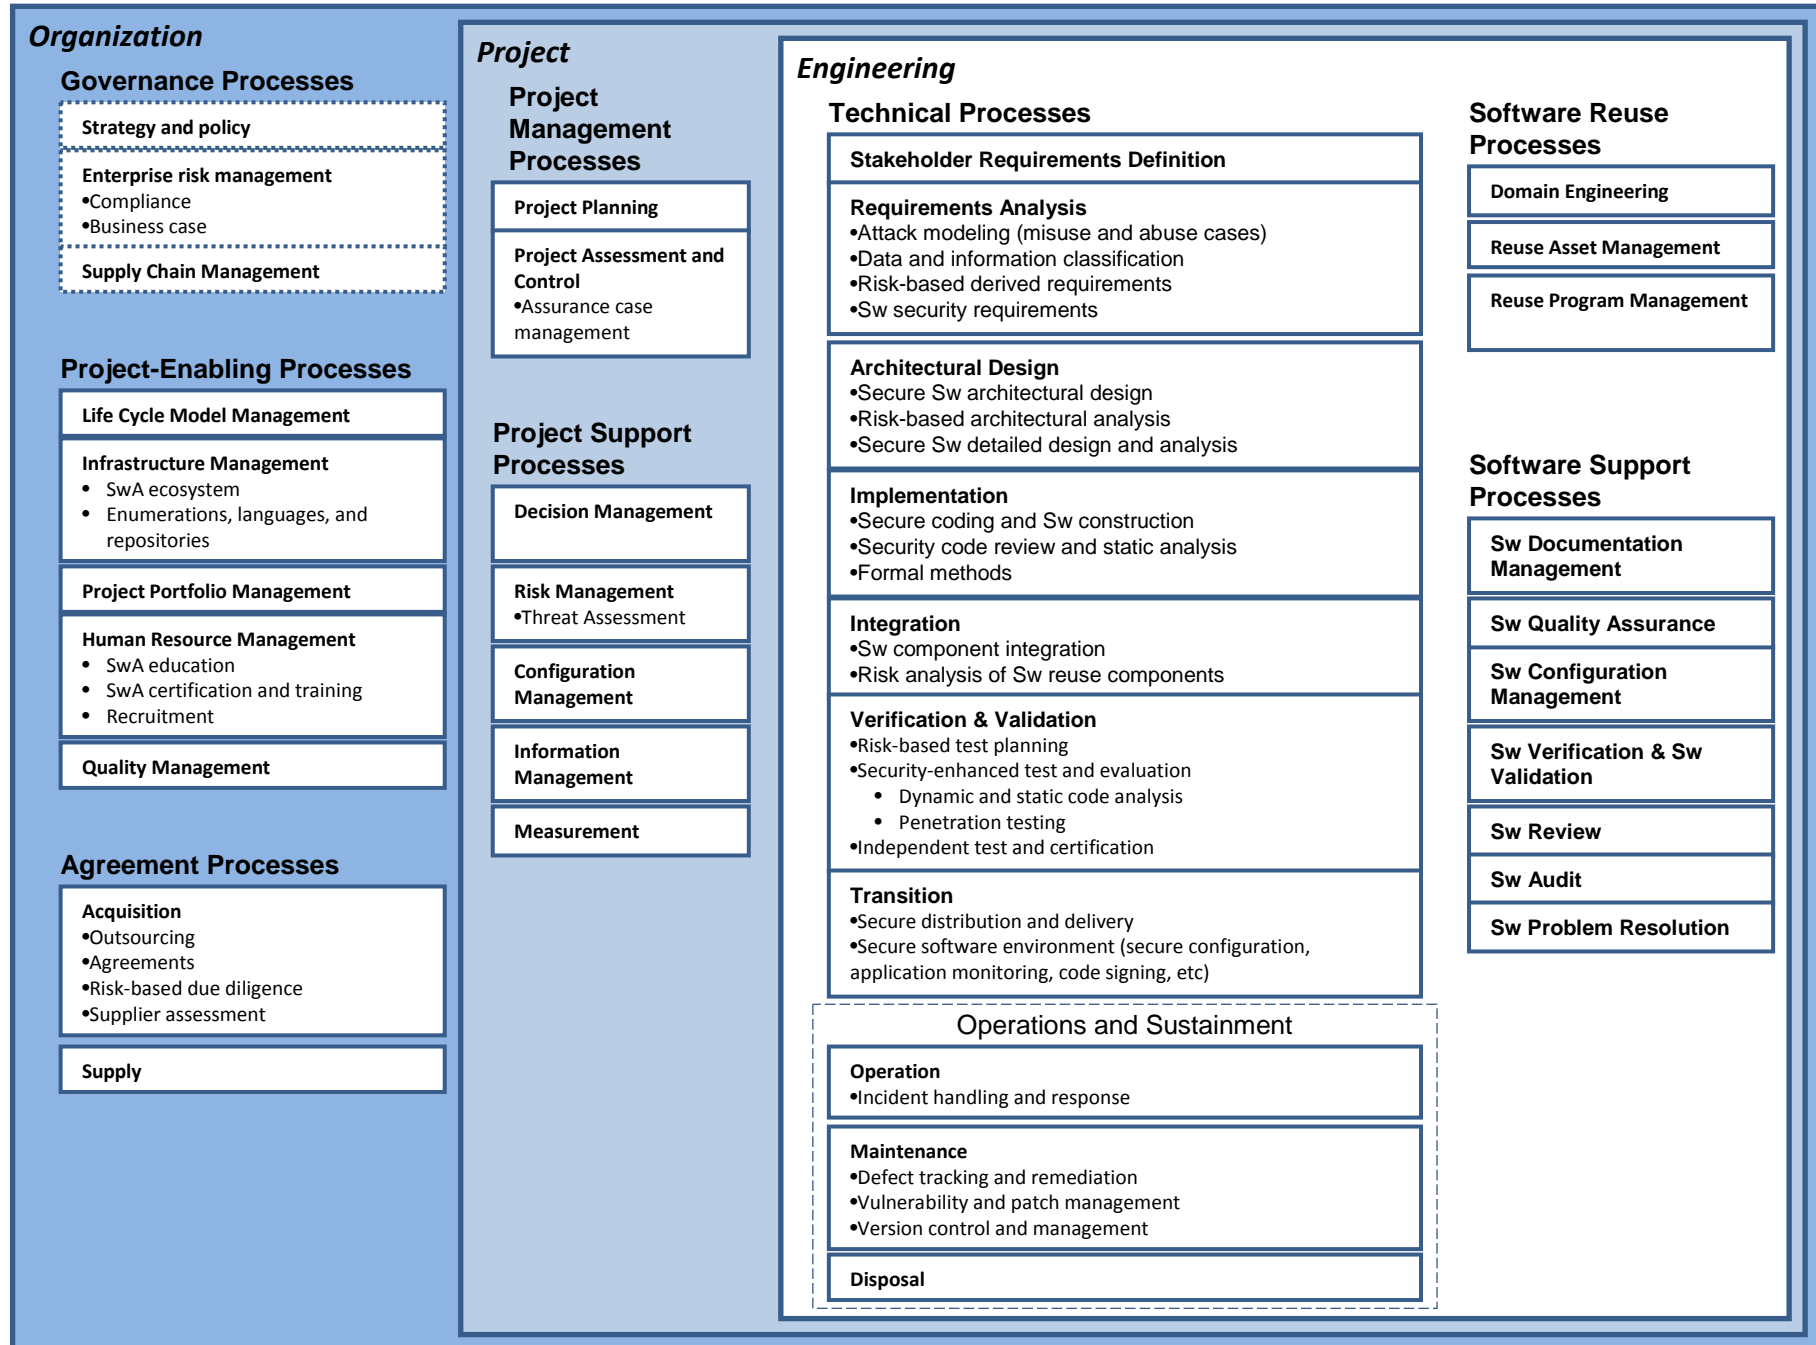 Organization
Governance Processes
Strategy and policy
Enterprise risk management
•Compliance
•Business case
Supply Chain Management
Project-Enabling Processes
Life Cycle Model Management
Infrastructure Management
• SwA ecosystem
• Enumerations, languages, and
repositories
Project Portfolio Management
Human Resource Management
• SwA education
• SwA certification and training
• Recruitment
Quality Management
Agreement Processes
Acquisition
•Outsourcing
•Agreements
•Risk-based due diligence
•Supplier assessment
Supply
Project
Project
Management
Processes
Project Planning
Project Assessment and
Control
•Assurance case
management
Project Support
Processes
Decision Management
Risk Management
•Threat Assessment
Configuration
Management
Information
Management
Measurement
Engineering
Technical Processes
Stakeholder Requirements Definition
Requirements Analysis
•Attack modeling (misuse and abuse cases)
•Data and information classification
•Risk-based derived requirements
•Sw security requirements
Architectural Design
•Secure Sw architectural design
•Risk-based architectural analysis
•Secure Sw detailed design and analysis
Implementation
•Secure coding and Sw construction
•Security code review and static analysis
•Formal methods
Integration
•Sw component integration
•Risk analysis of Sw reuse components
Verification & Validation
•Risk-based test planning
•Security-enhanced test and evaluation
• Dynamic and static code analysis
• Penetration testing
•Independent test and certification
Transition
•Secure distribution and delivery
•Secure software environment (secure configuration,
application monitoring, code signing, etc)
Operations and Sustainment
Operation
•Incident handling and response
Maintenance
•Defect tracking and remediation
•Vulnerability and patch management
•Version control and management
Disposal
Software Reuse
Processes
Domain Engineering
Reuse Asset Management
Reuse Program Management
Software Support
Processes
Sw Documentation
Management
Sw Quality Assurance
Sw Configuration
Management
Sw Verification & Sw
Validation
Sw Review
Sw Audit
Sw Problem Resolution